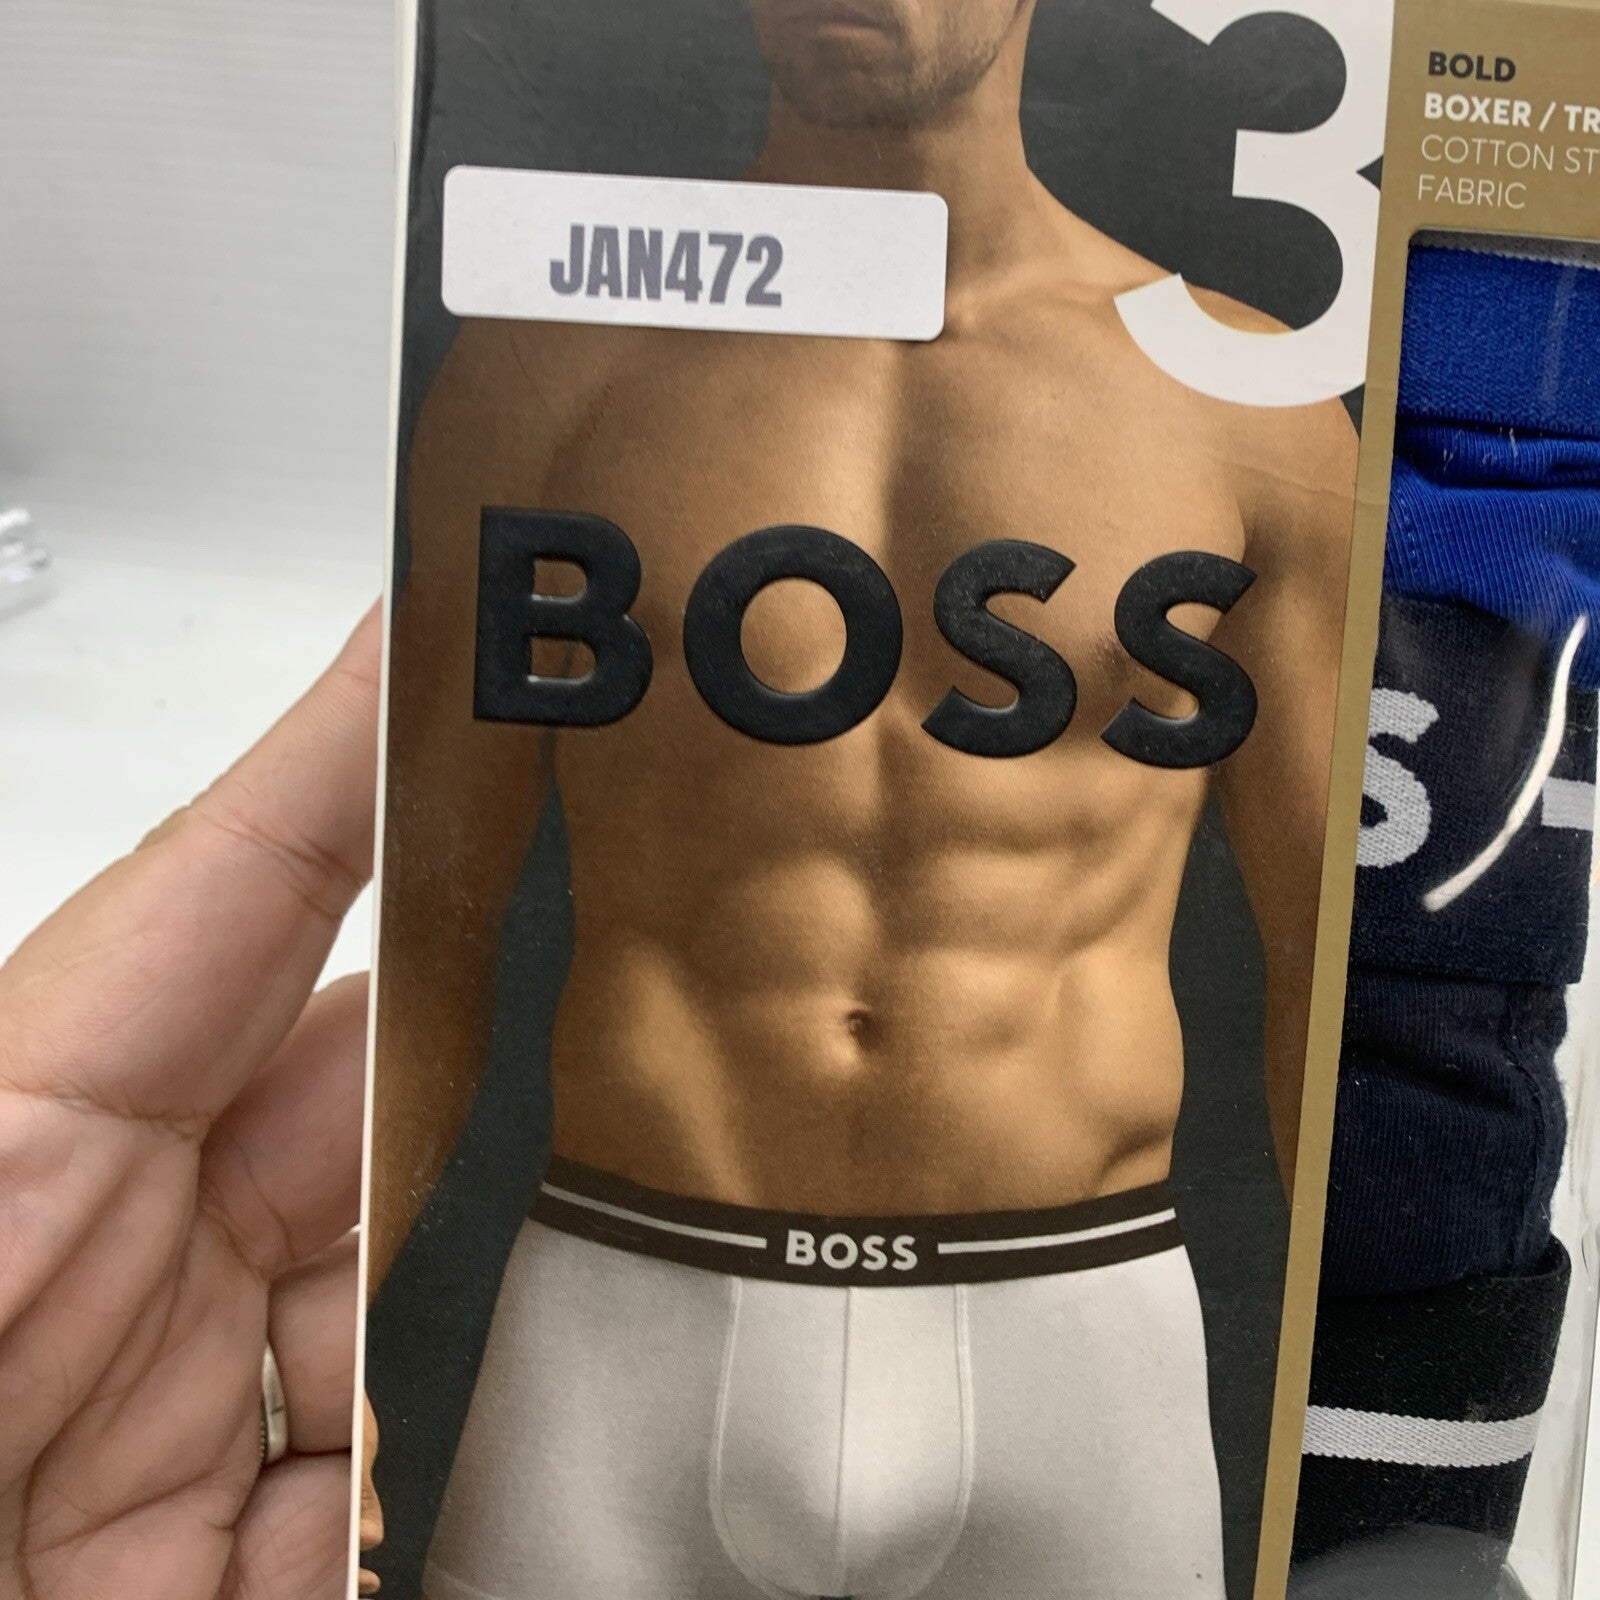 3
BOLD
BOXER / TR
COTTON ST
FABRIC
JAN472
BOSS
S
BOSS